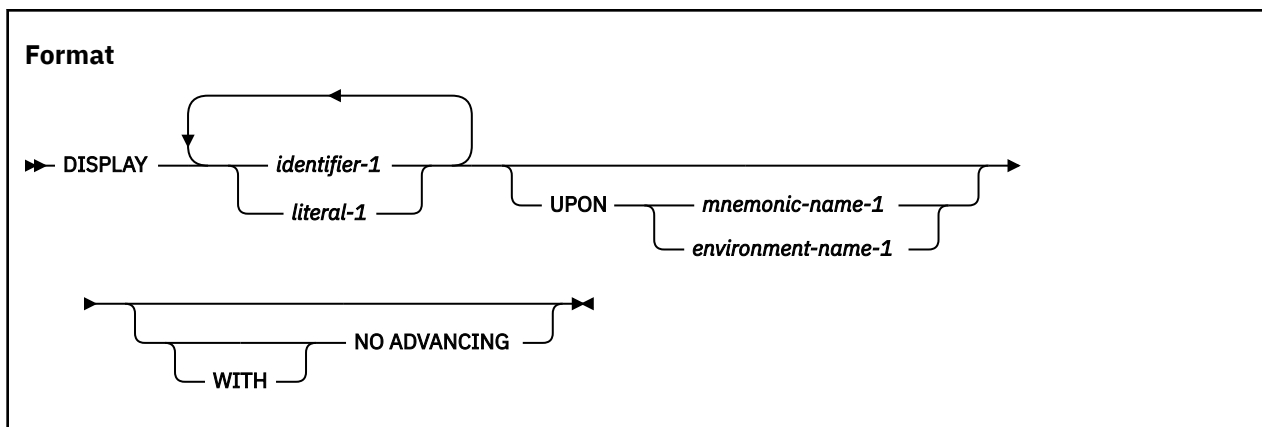 Format
DISPLAY identifier-1
literal-1
UPON mnemonic-name-1
environment-name-1
NO ADVANCING
WITH